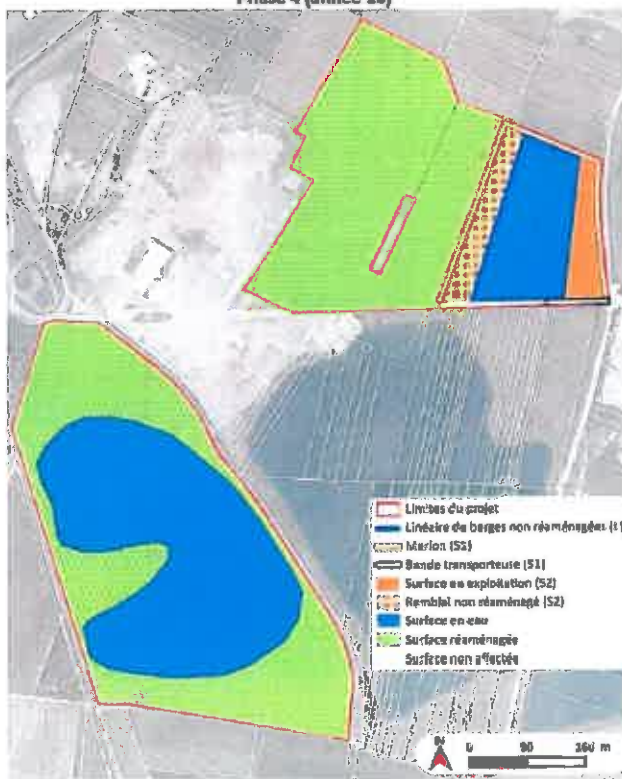 Phase 4 (année 20)
Limites du projet
Linéaire de berges non réaménagées (L)
Merlon (S1)
Bande transporteuse (S1)
Surface en exploitation (S2)
Remblai non réaménagé (S2)
Surface en eau
Surface réaménagée
Surface non affectée
N
0 80 160 m